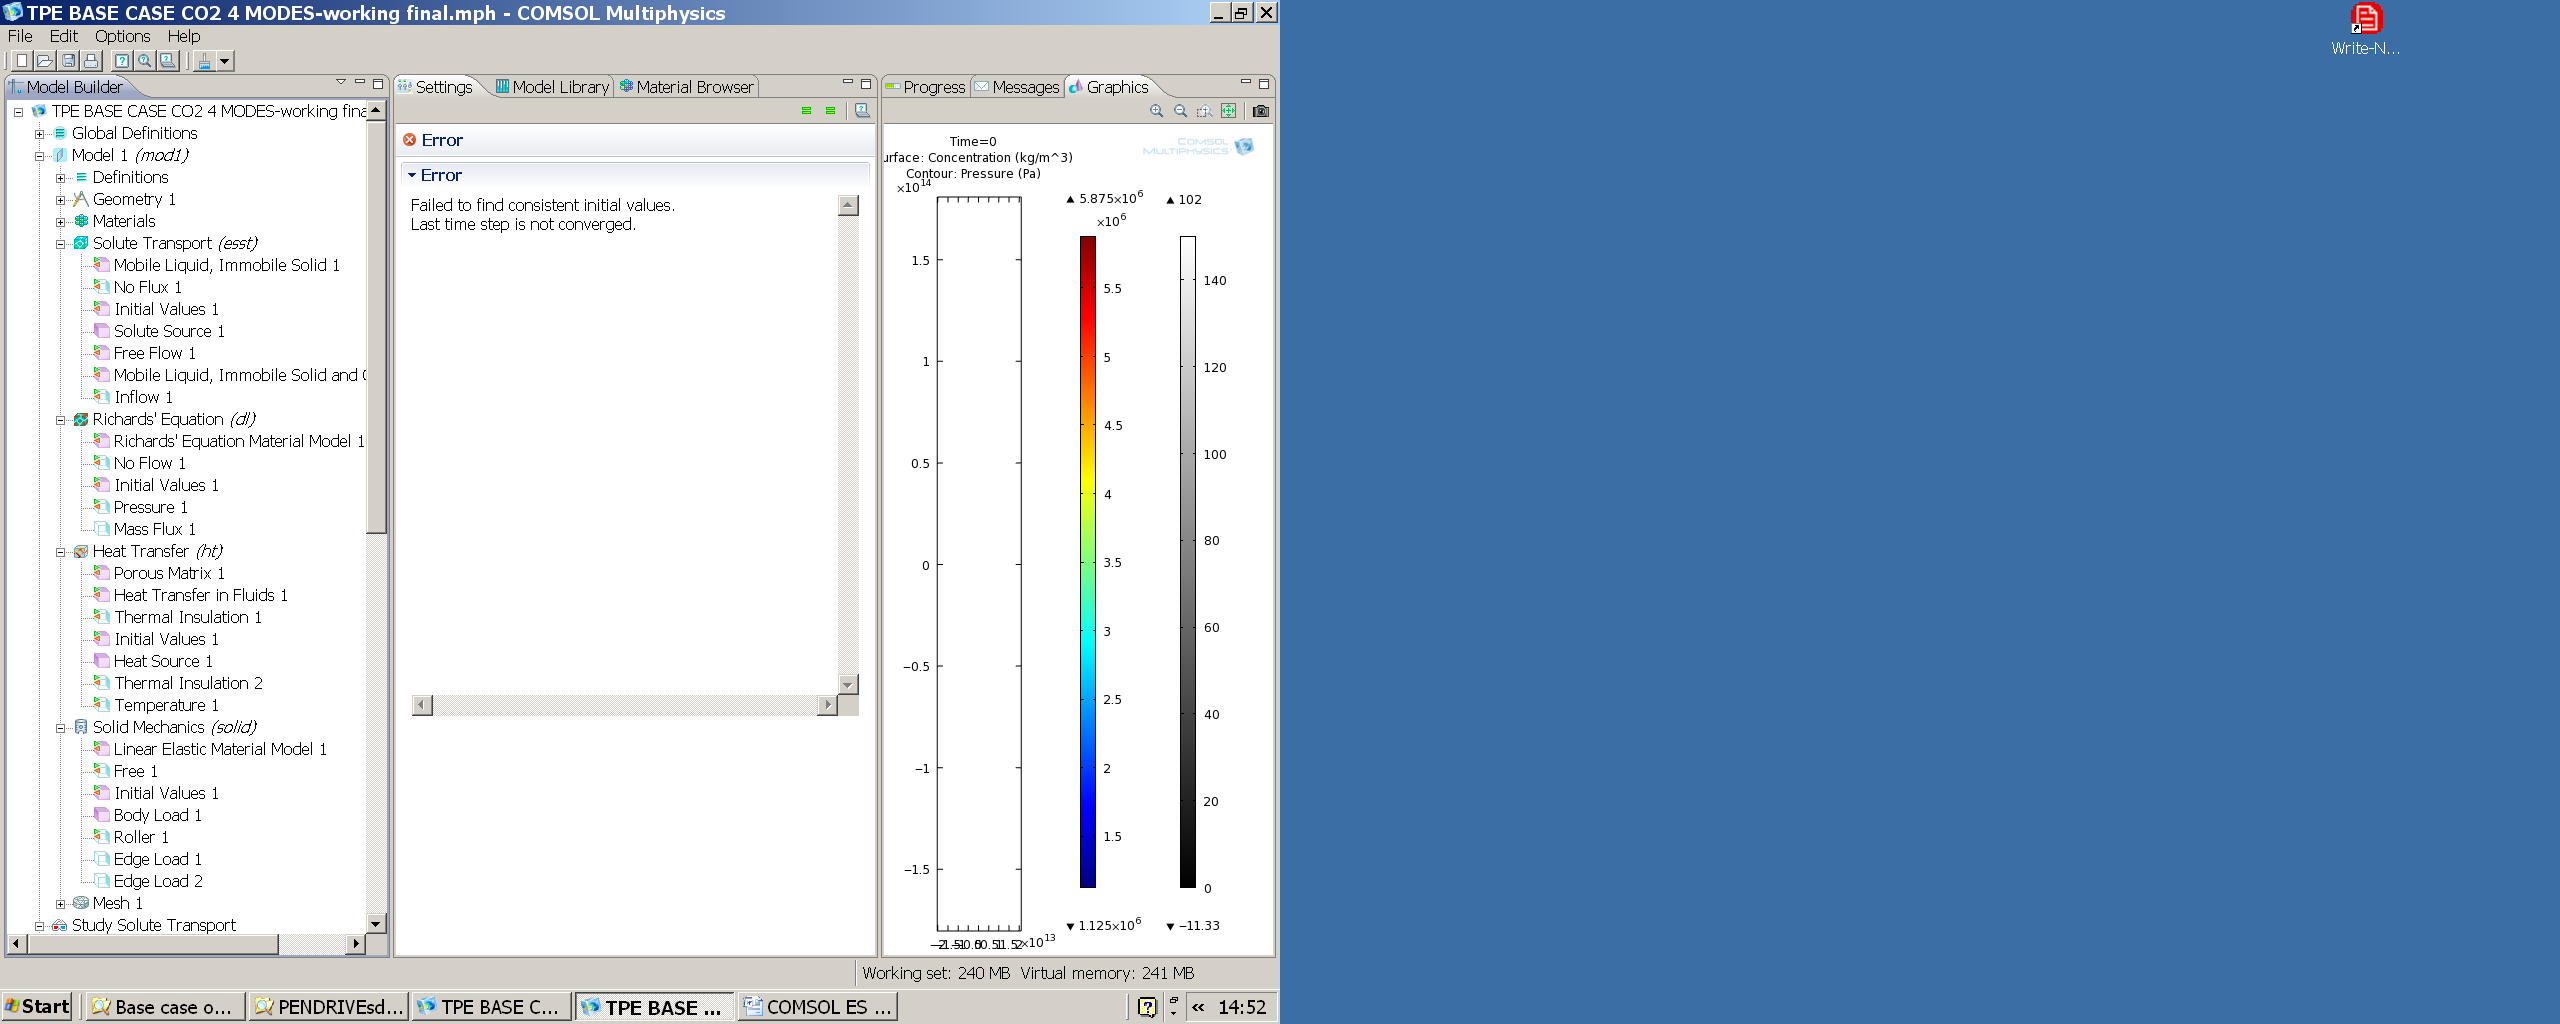 TPE BASE CASE CO2 4 MODES-working final.mph - COMSOL Multiphysics
File Edit Options Help
Model Builder
TPE BASE CASE CO2 4 MODES-working fina
Global Definitions
Model 1 (mod1)
Definitions
Geometry 1
Materials
Solute Transport (esst)
Mobile Liquid, Immobile Solid 1
No Flux 1
Initial Values 1
Solute Source 1
Free Flow 1
Mobile Liquid, Immobile Solid and
Inflow 1
Richards' Equation (dl)
Richards' Equation Material Model 1
No Flow 1
Initial Values 1
Pressure 1
Mass Flux 1
Heat Transfer (ht)
Porous Matrix 1
Heat Transfer in Fluids 1
Thermal Insulation 1
Initial Values 1
Heat Source 1
Thermal Insulation 2
Temperature 1
Solid Mechanics (solid)
Linear Elastic Material Model 1
Free 1
Initial Values 1
Body Load 1
Roller 1
Edge Load 1
Edge Load 2
Mesh 1
Study Solute Transport
Settings Model Library Material Browser
Error
Error
Failed to find consistent initial values.
Last time step is not converged.
Progress Messages Graphics
Time=0
urface: Concentration (kg/m^3)
Contour: Pressure (Pa)
COMSOL
MULTIPHYSICS
×10^14
1.5
1
0.5
0
−0.5
−1
−1.5
×10^13
▲ 5.875×10^6
×10^6
5.5
5
4.5
4
3.5
3
2.5
2
1.5
▼ 1.125×10^6
▲ 102
140
120
100
80
60
40
20
0
▼ −11.33
Working set: 240 MB Virtual memory: 241 MB
Start
Base case o...
PENDRIVEsd...
TPE BASE C...
TPE BASE ...
COMSOL ES ...
« 14:52
Write-N...